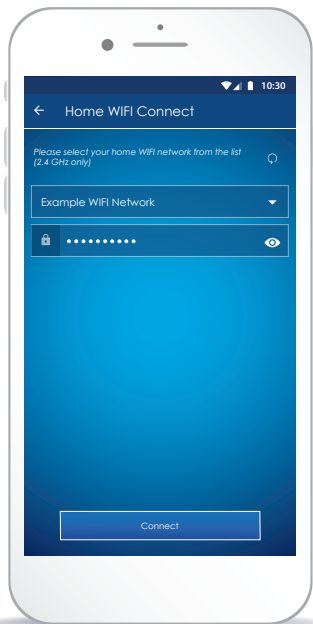 10:30
Home WIFI Connect
Please select your home WIFI network from the list
(2.4 GHz only)
Example WIFI Network
Connect